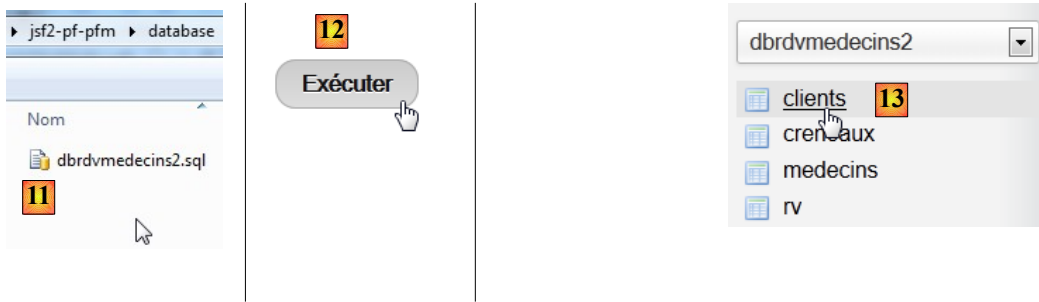 jsf2-pf-pfm database
Nom
dbrdvmedecins2.sql
11
12
Exécuter
dbrdvmedecins2
clients 13
creneaux
medecins
rv